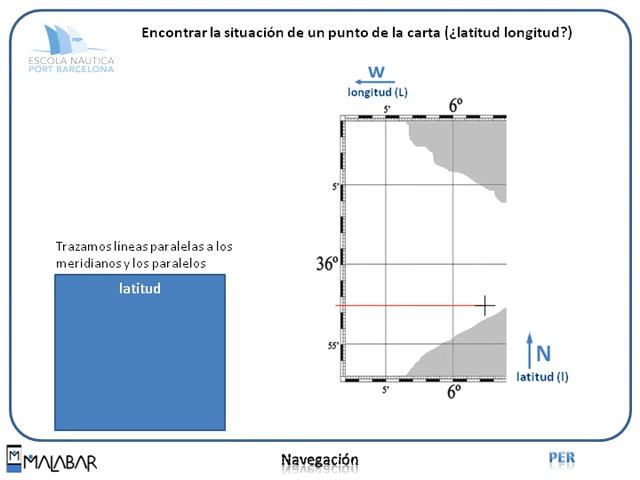 Encontrar la situación de un punto de la carta (¿latitud longitud?)
ESCOLA NÀUTICA
PORT BARCELONA
W
longitud (L)
5'
6º
5'
Trazamos líneas paralelas a los
meridianos y los paralelos
36º
latitud
55'
N
latitud (l)
5'
6º
MALABAR
Navegación
PER